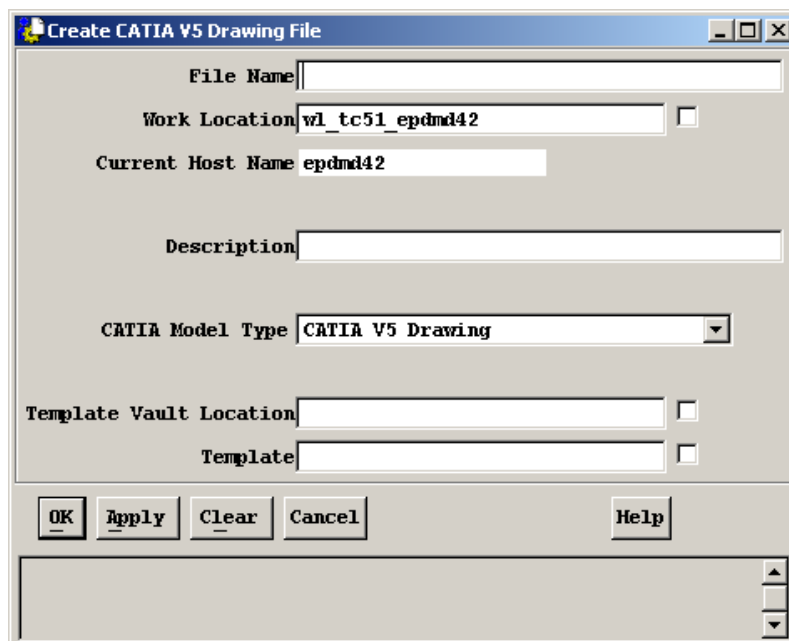 Create CATIA V5 Drawing File
File Name
Work Location wl_tc51_epdmd42
Current Host Name epdmd42
Description
CATIA Model Type CATIA V5 Drawing
Template Vault Location
Template
OK Apply Clear Cancel Help